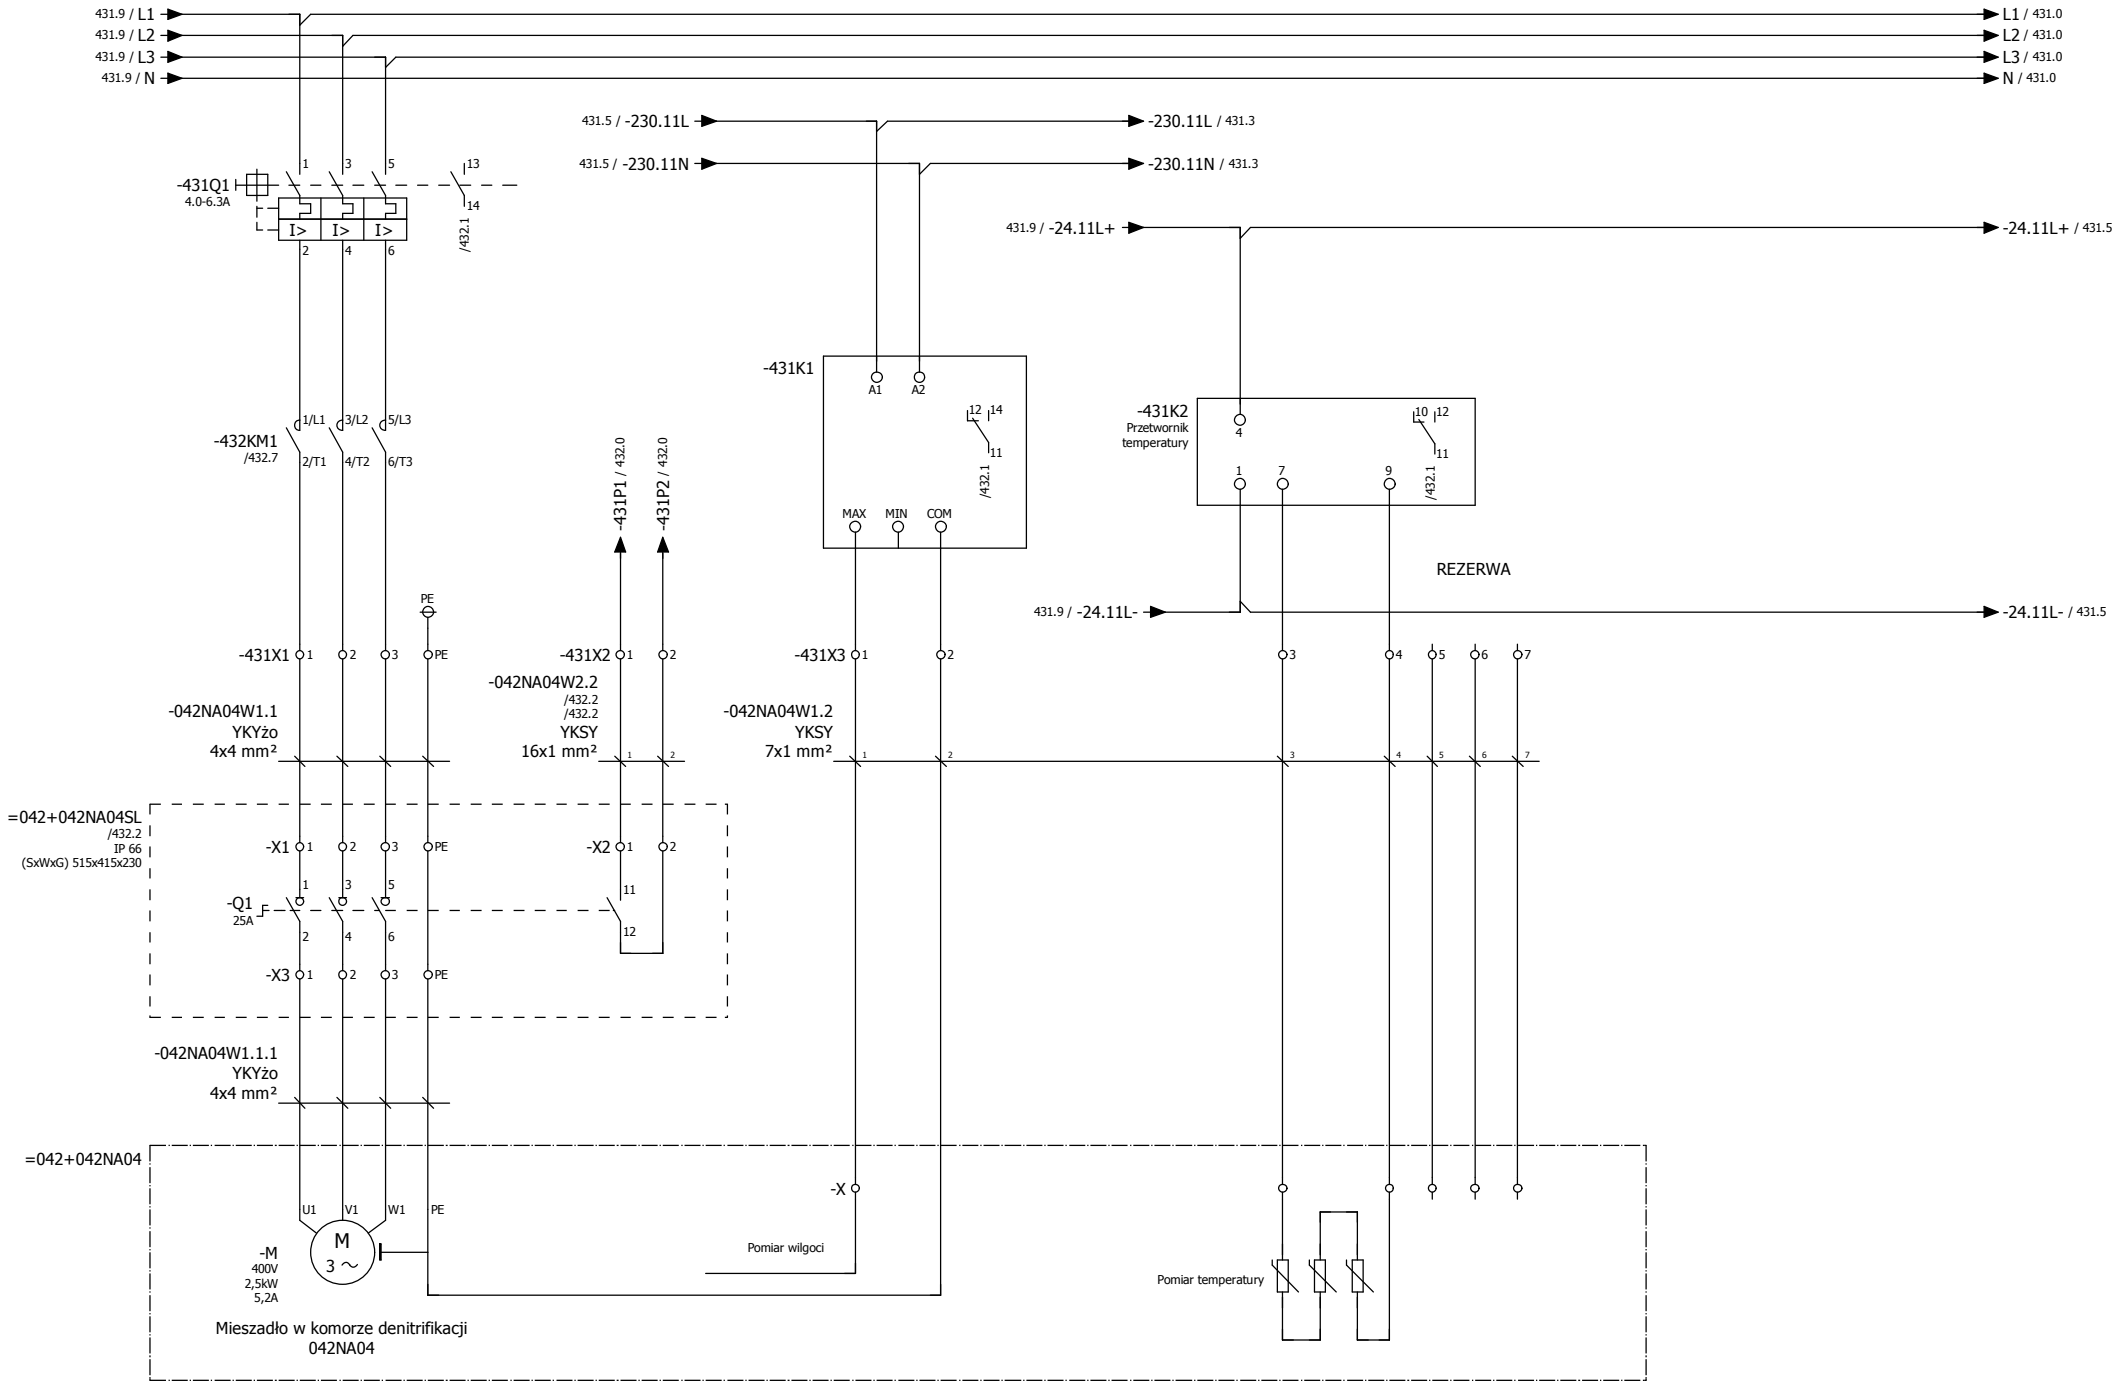 431.9 / L1
L1 / 431.0
431.9 / L2
L2 / 431.0
431.9 / L3
L3 / 431.0
431.9 / N
N / 431.0
431.5 / -230.11L
-230.11L / 431.3
431.5 / -230.11N
-230.11N / 431.3
-431Q1
4.0-6.3A
1
3
5
13
14
/432.1
I>
I>
I>
2
4
6
431.9 / -24.11L+
-24.11L+ / 431.5
-431K1
A1
A2
12
14
11
/432.1
MAX
MIN
COM
-431K2
Przetwornik
temperatury
4
10
12
11
/432.1
1
7
9
-432KM1
/432.7
1/L1
3/L2
5/L3
2/T1
4/T2
6/T3
-431P1 / 432.0
-431P2 / 432.0
REZERWA
PE
431.9 / -24.11L-
-24.11L- / 431.5
-431X1
1
2
3
PE
-431X2
1
2
-431X3
1
2
3
4
5
6
7
-042NA04W1.1
YKYżo
4x4 mm²
-042NA04W2.2
/432.2
/432.2
YKSY
16x1 mm²
1
2
-042NA04W1.2
YKSY
7x1 mm²
1
2
3
4
5
6
7
=042+042NA04SL
/432.2
IP 66
(SxWxG) 515x415x230
-X1
1
2
3
PE
-X2
1
2
-Q1
25A
1
3
5
2
4
6
11
12
-X3
1
2
3
PE
-042NA04W1.1.1
YKYżo
4x4 mm²
=042+042NA04
-X
U1
V1
W1
PE
M
3 ~
-M
400V
2,5kW
5,2A
Pomiar wilgoci
Pomiar temperatury
Mieszadło w komorze denitrifikacji
042NA04